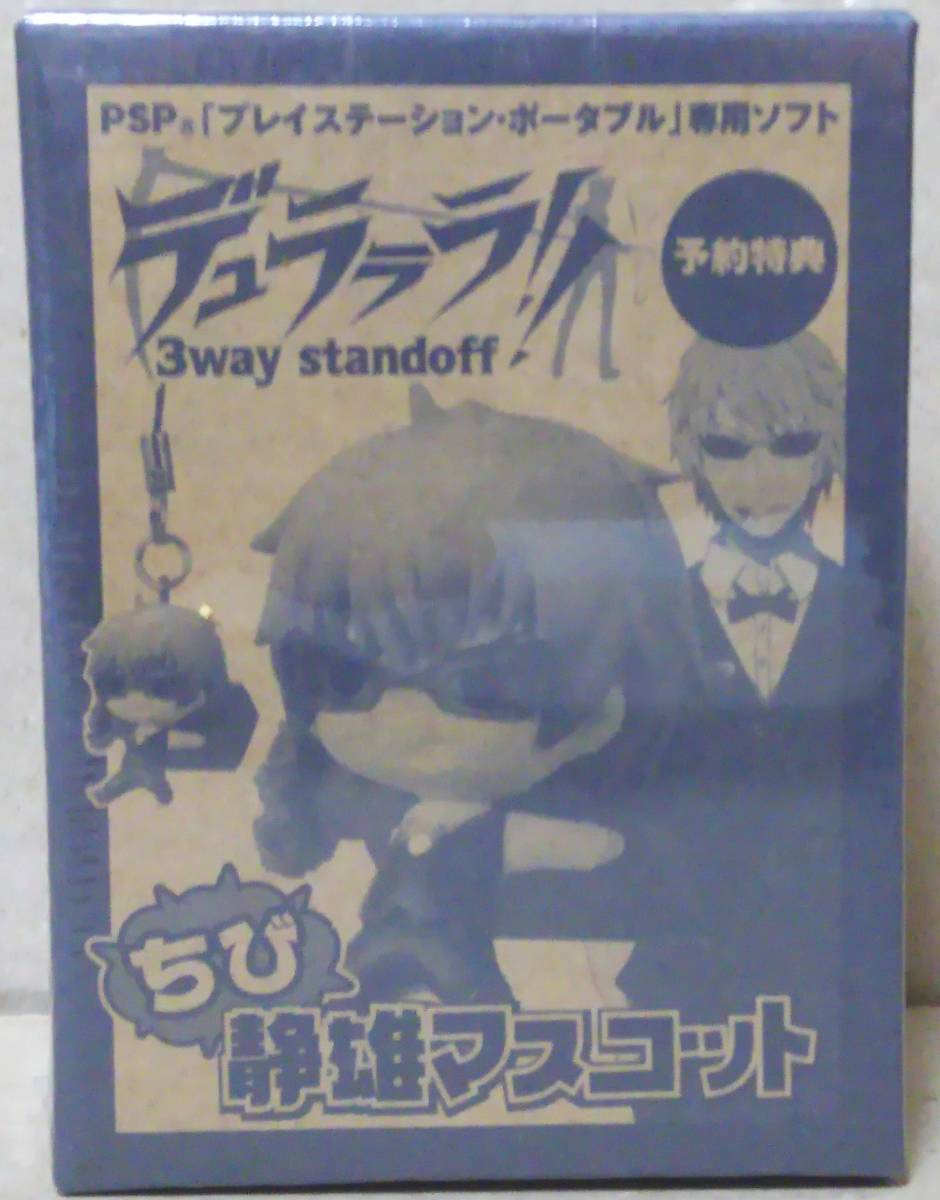 PSP®「プレイステーション・ポータブル」専用ソフト
デュラララ!!
3way standoff
予約特典
ちび
静雄マスコット